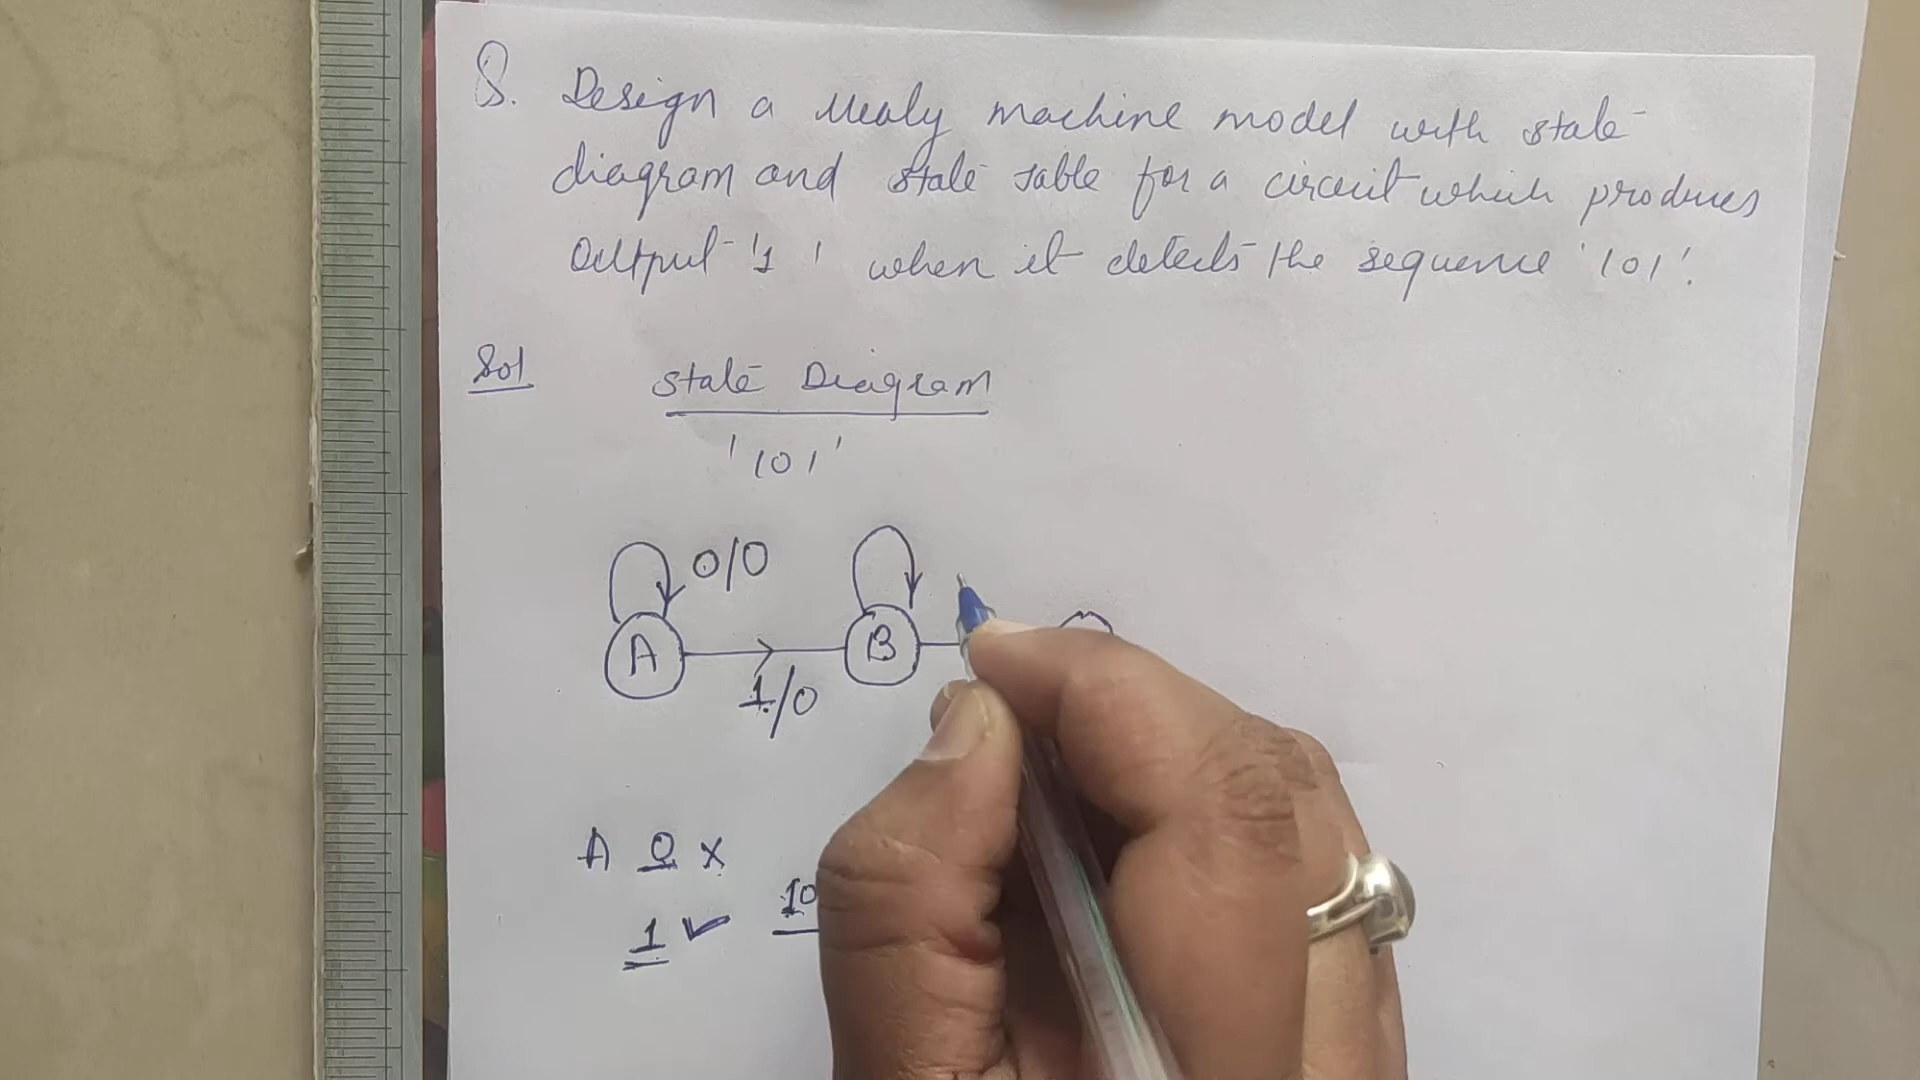 Q. Design a Mealy machine model with state
diagram and state table for a circuit which produces
Output '1' when it detects the sequence '101'.
Sol State Diagram
'101'
0/0
A B
1/0
A 0 x
1 ✓ 10